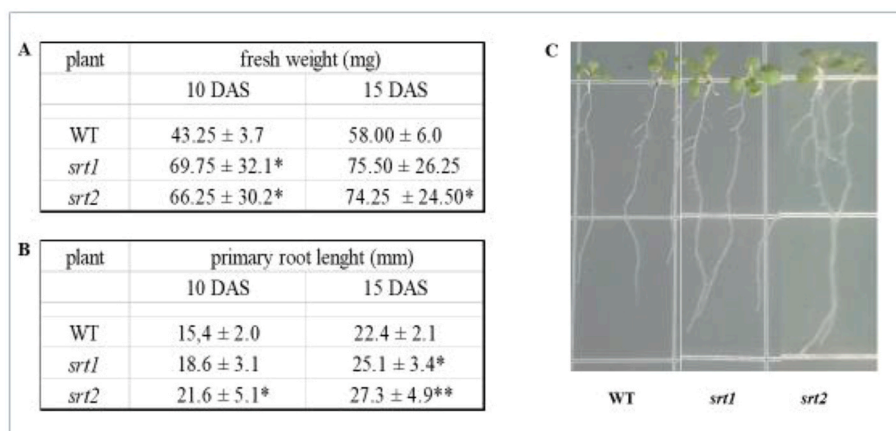 A
plant fresh weight (mg)
10 DAS 15 DAS
WT 43.25 ± 3.7 58.00 ± 6.0
srt1 69.75 ± 32.1* 75.50 ± 26.25
srt2 66.25 ± 30.2* 74.25 ± 24.50*
B
plant primary root lenght (mm)
10 DAS 15 DAS
WT 15,4 ± 2.0 22.4 ± 2.1
srt1 18.6 ± 3.1 25.1 ± 3.4*
srt2 21.6 ± 5.1* 27.3 ± 4.9**
C
WT srt1 srt2